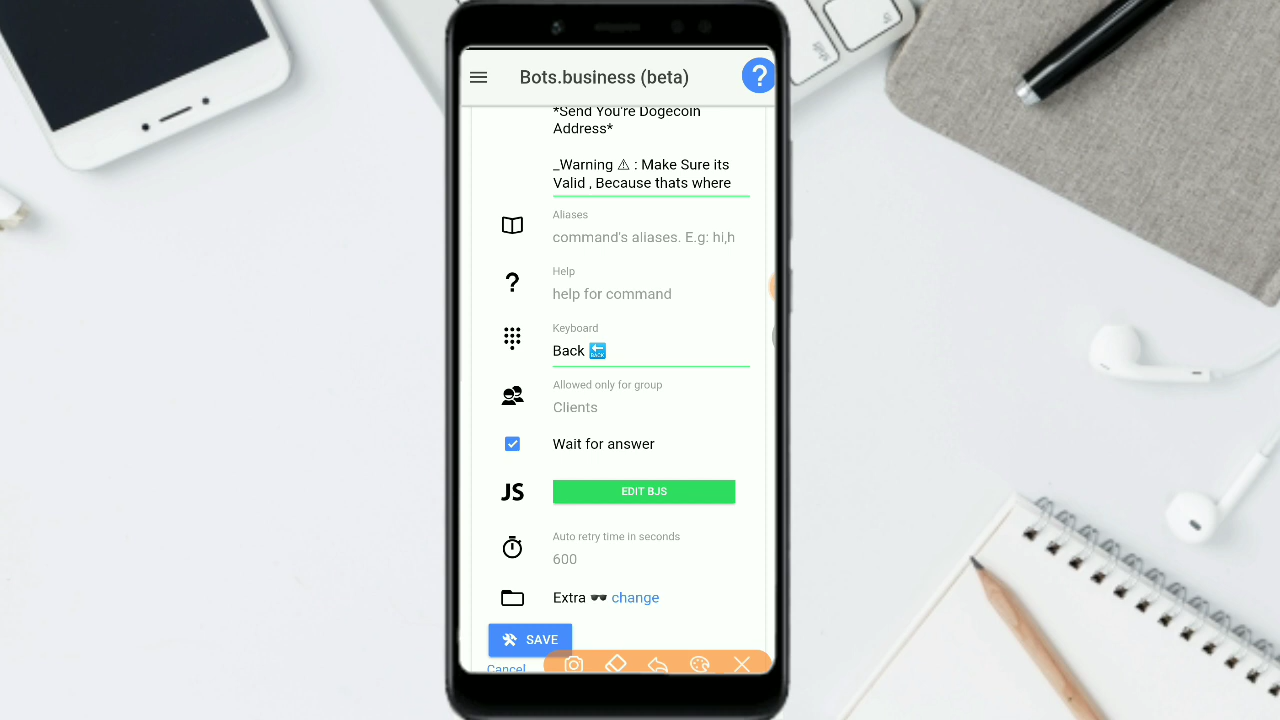 Bots.business (beta)
?
*Send You're Dogecoin
Address*
_Warning ⚠ : Make Sure its
Valid , Because thats where
Aliases
command's aliases. E.g: hi,h
?
Help
help for command
Keyboard
Back 🔙
Allowed only for group
Clients
Wait for answer
JS
EDIT BJS
Auto retry time in seconds
600
Extra 🕶 change
SAVE
Cancel
shift
fn